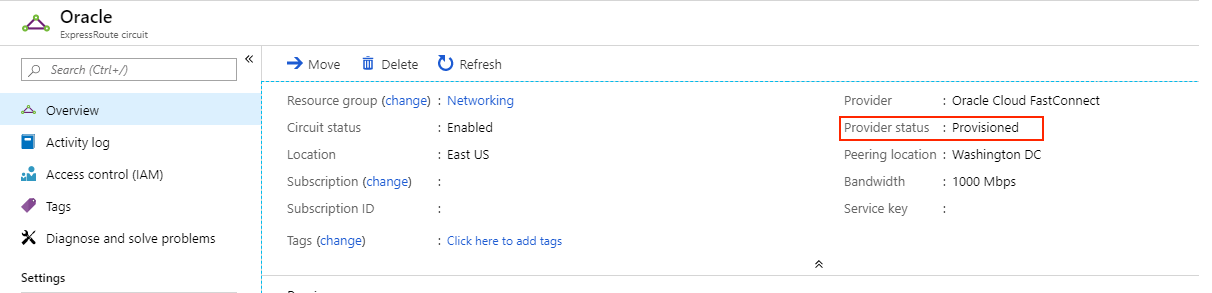 Oracle
ExpressRoute circuit
Search (Ctrl+/)
«
Overview
Activity log
Access control (IAM)
Tags
Diagnose and solve problems
Settings
Move Delete Refresh
Resource group (change) : Networking
Circuit status : Enabled
Location : East US
Subscription (change) :
Subscription ID :
Tags (change) : Click here to add tags
Provider : Oracle Cloud FastConnect
Provider status : Provisioned
Peering location : Washington DC
Bandwidth : 1000 Mbps
Service key :